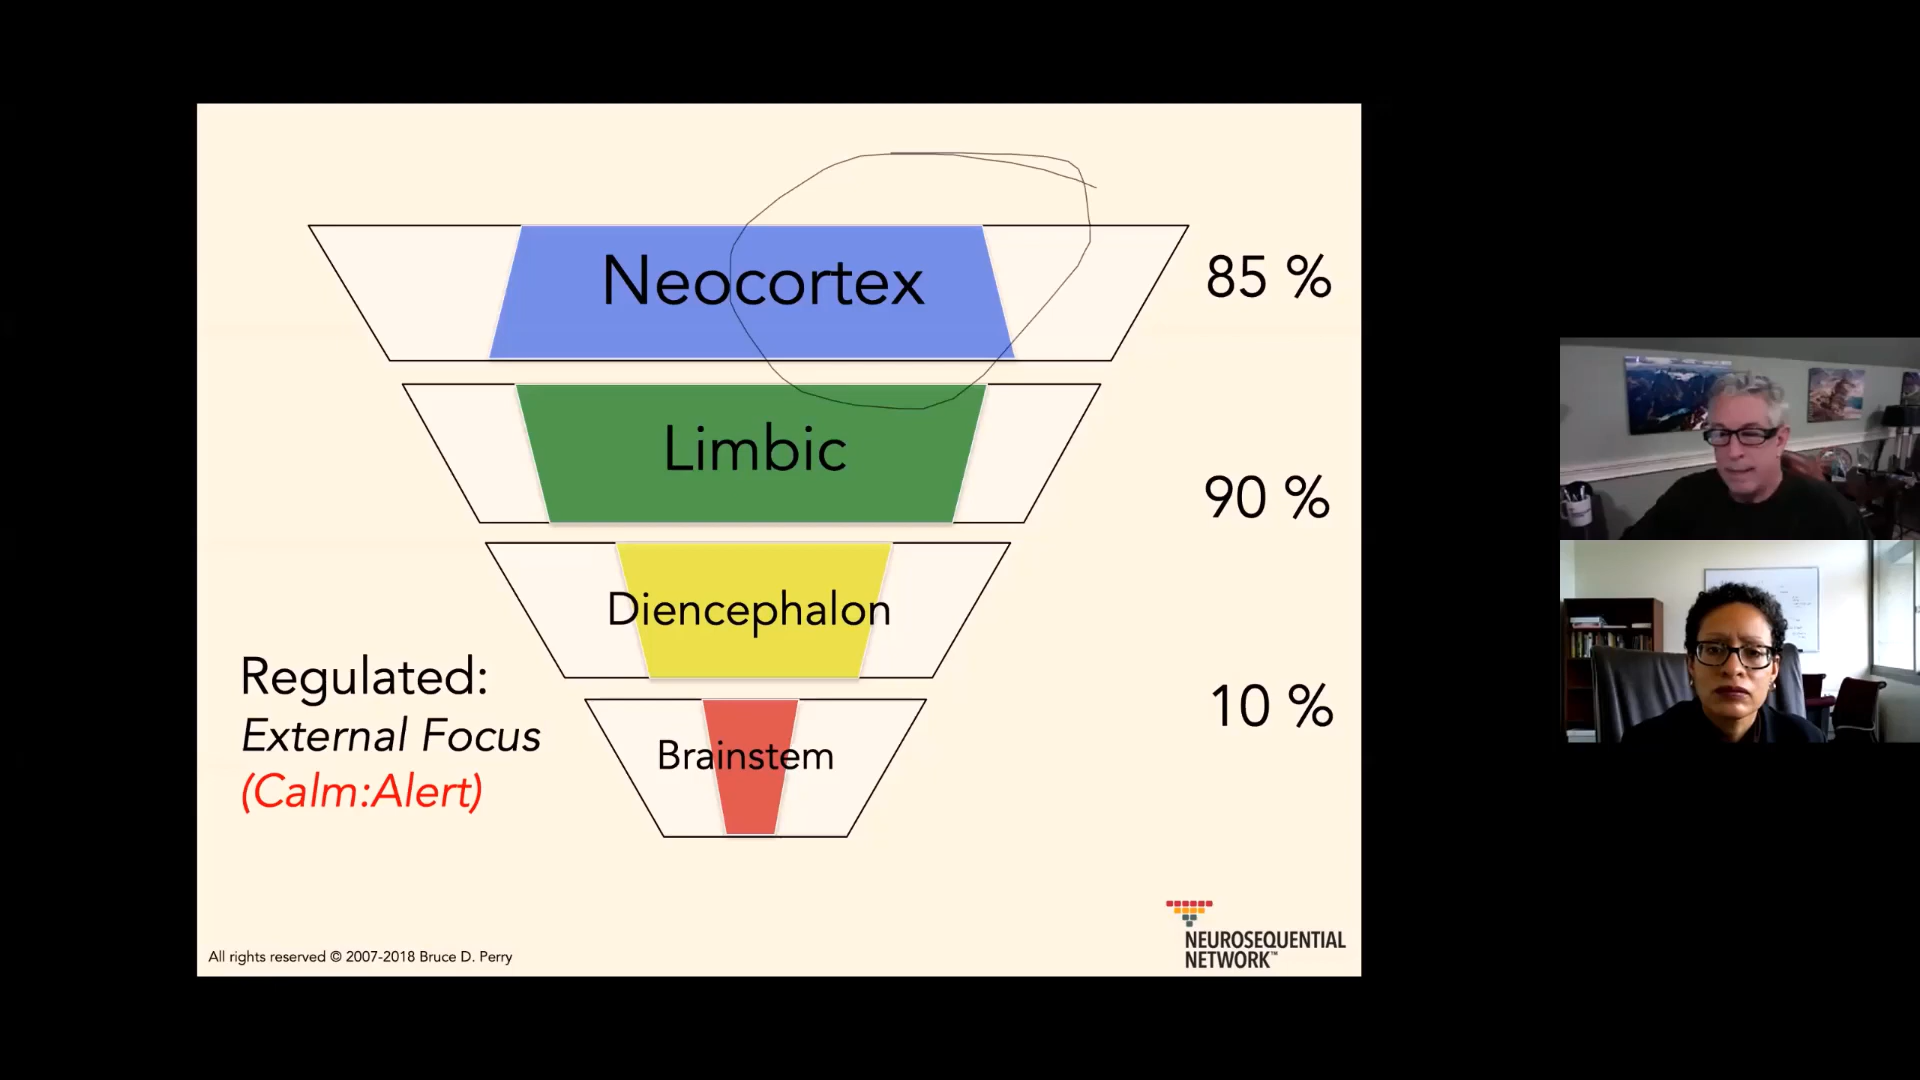 Neocortex
85 %
Limbic
90 %
Diencephalon
Regulated:
External Focus
(Calm:Alert)
10 %
Brainstem
All rights reserved © 2007-2018 Bruce D. Perry
NEUROSEQUENTIAL
NETWORK™